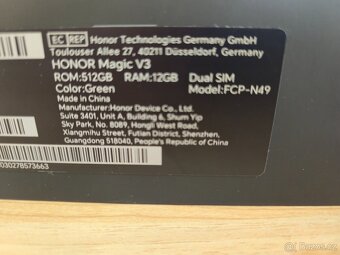 EC REP Honor Technologies Germany GmbH
Toulouser Allee 27, 40211 Düsseldorf, Germany
HONOR Magic V3
ROM:512GB RAM:12GB Dual SIM
Color:Green Model:FCP-N49
Made in China
Manufacturer:Honor Device Co., Ltd.
Suite 3401, Unit A, Building 6, Shum Yip
Sky Park, No. 8089, Hongli West Road,
Xiangmihu Street, Futian District, Shenzhen,
Guangdong 518040, People's Republic of China
030278573663